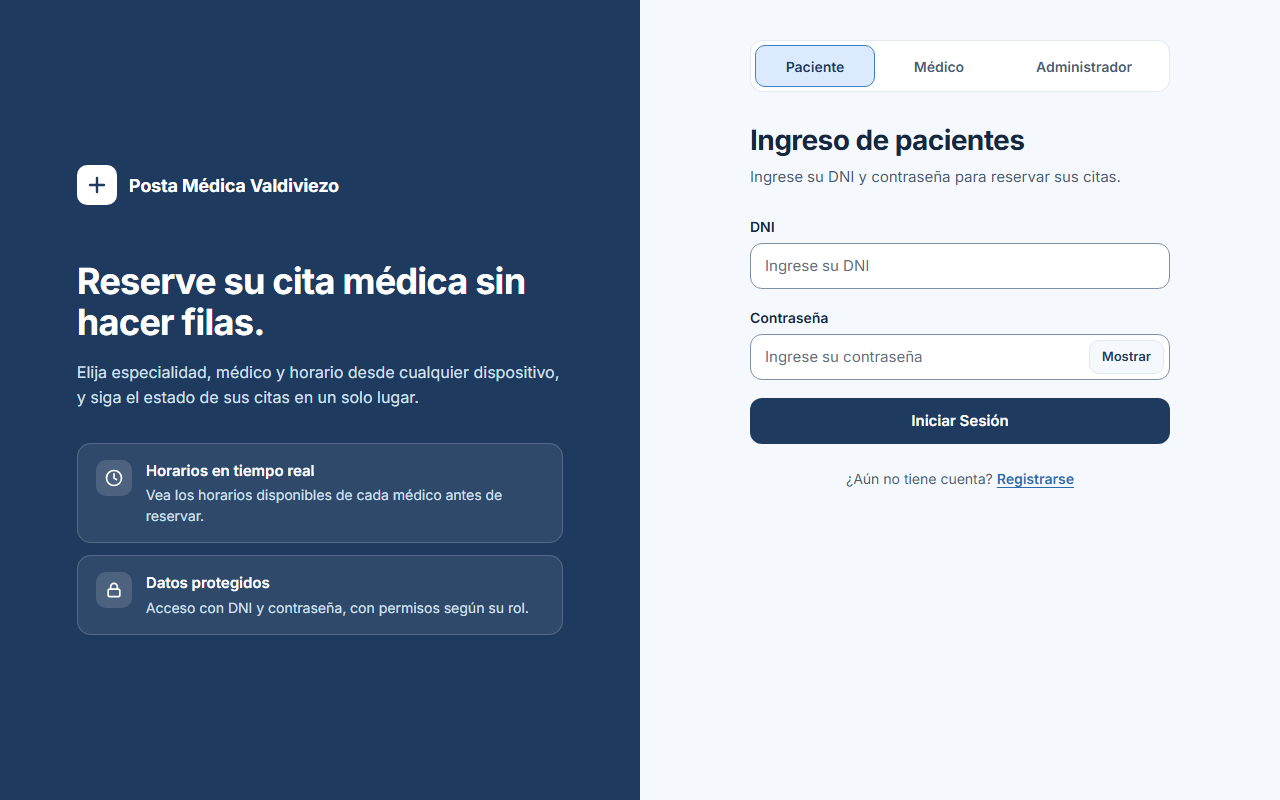 Posta Médica Valdiviezo
Reserve su cita médica sin
hacer filas.
Elija especialidad, médico y horario desde cualquier dispositivo,
y siga el estado de sus citas en un solo lugar.
Horarios en tiempo real
Vea los horarios disponibles de cada médico antes de
reservar.
Datos protegidos
Acceso con DNI y contraseña, con permisos según su rol.
Paciente
Médico
Administrador
Ingreso de pacientes
Ingrese su DNI y contraseña para reservar sus citas.
DNI
Ingrese su DNI
Contraseña
Ingrese su contraseña
Mostrar
Iniciar Sesión
¿Aún no tiene cuenta? Registrarse